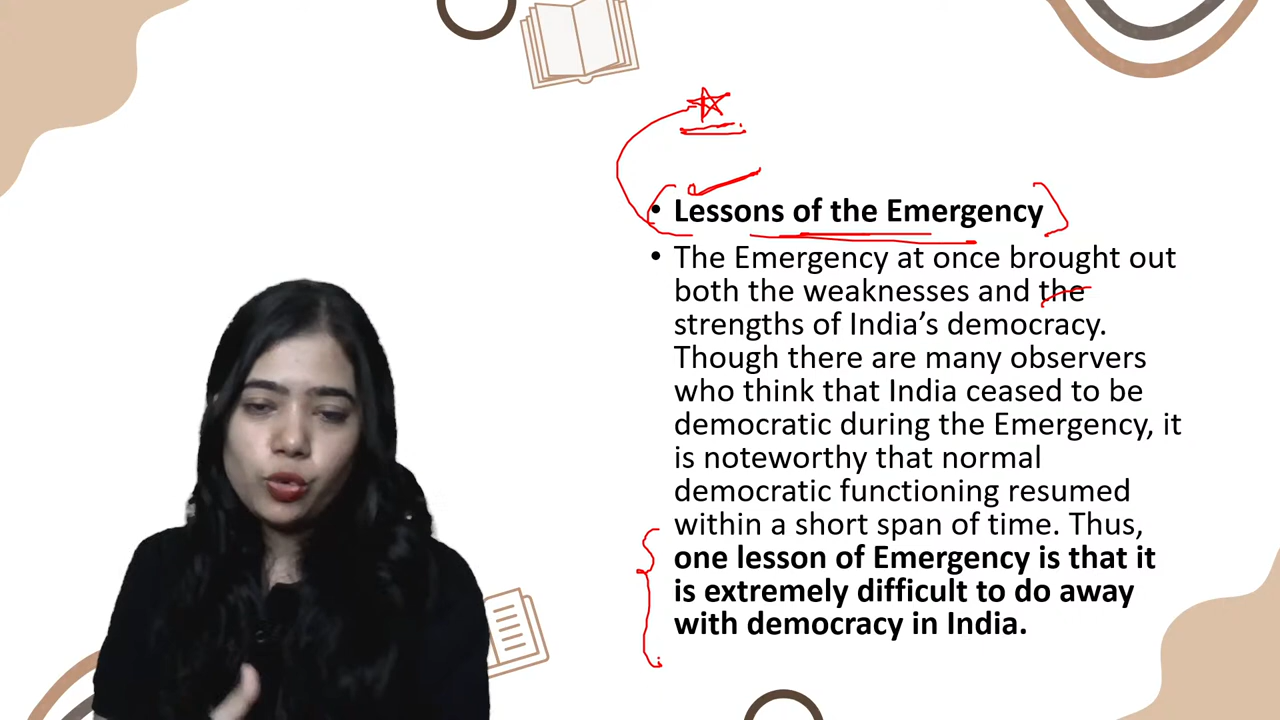 • Lessons of the Emergency
• The Emergency at once brought out
both the weaknesses and the
strengths of India’s democracy.
Though there are many observers
who think that India ceased to be
democratic during the Emergency, it
is noteworthy that normal
democratic functioning resumed
within a short span of time. Thus,
one lesson of Emergency is that it
is extremely difficult to do away
with democracy in India.